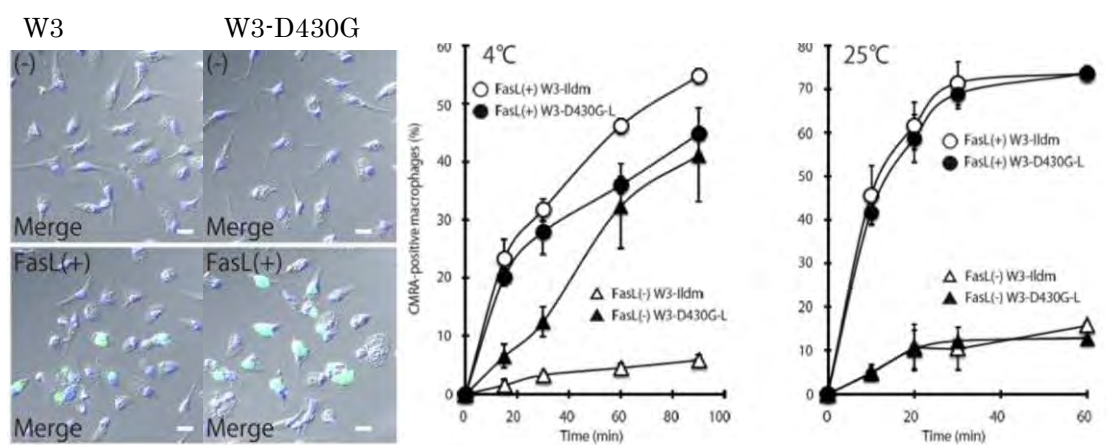 W3
W3-D430G
(-)
(-)
Merge
Merge
FasL(+)
FasL(+)
Merge
Merge
4℃
FasL(+) W3-Ildm
FasL(+) W3-D430G-L
FasL(-) W3-Ildm
FasL(-) W3-D430G-L
CMRA-positive macrophages (%)
60
50
40
30
20
10
0
0
20
40
60
80
100
Time (min)
25℃
FasL(+) W3-Ildm
FasL(+) W3-D430G-L
FasL(-) W3-Ildm
FasL(-) W3-D430G-L
80
70
60
50
40
30
20
10
0
0
20
40
60
Time (min)